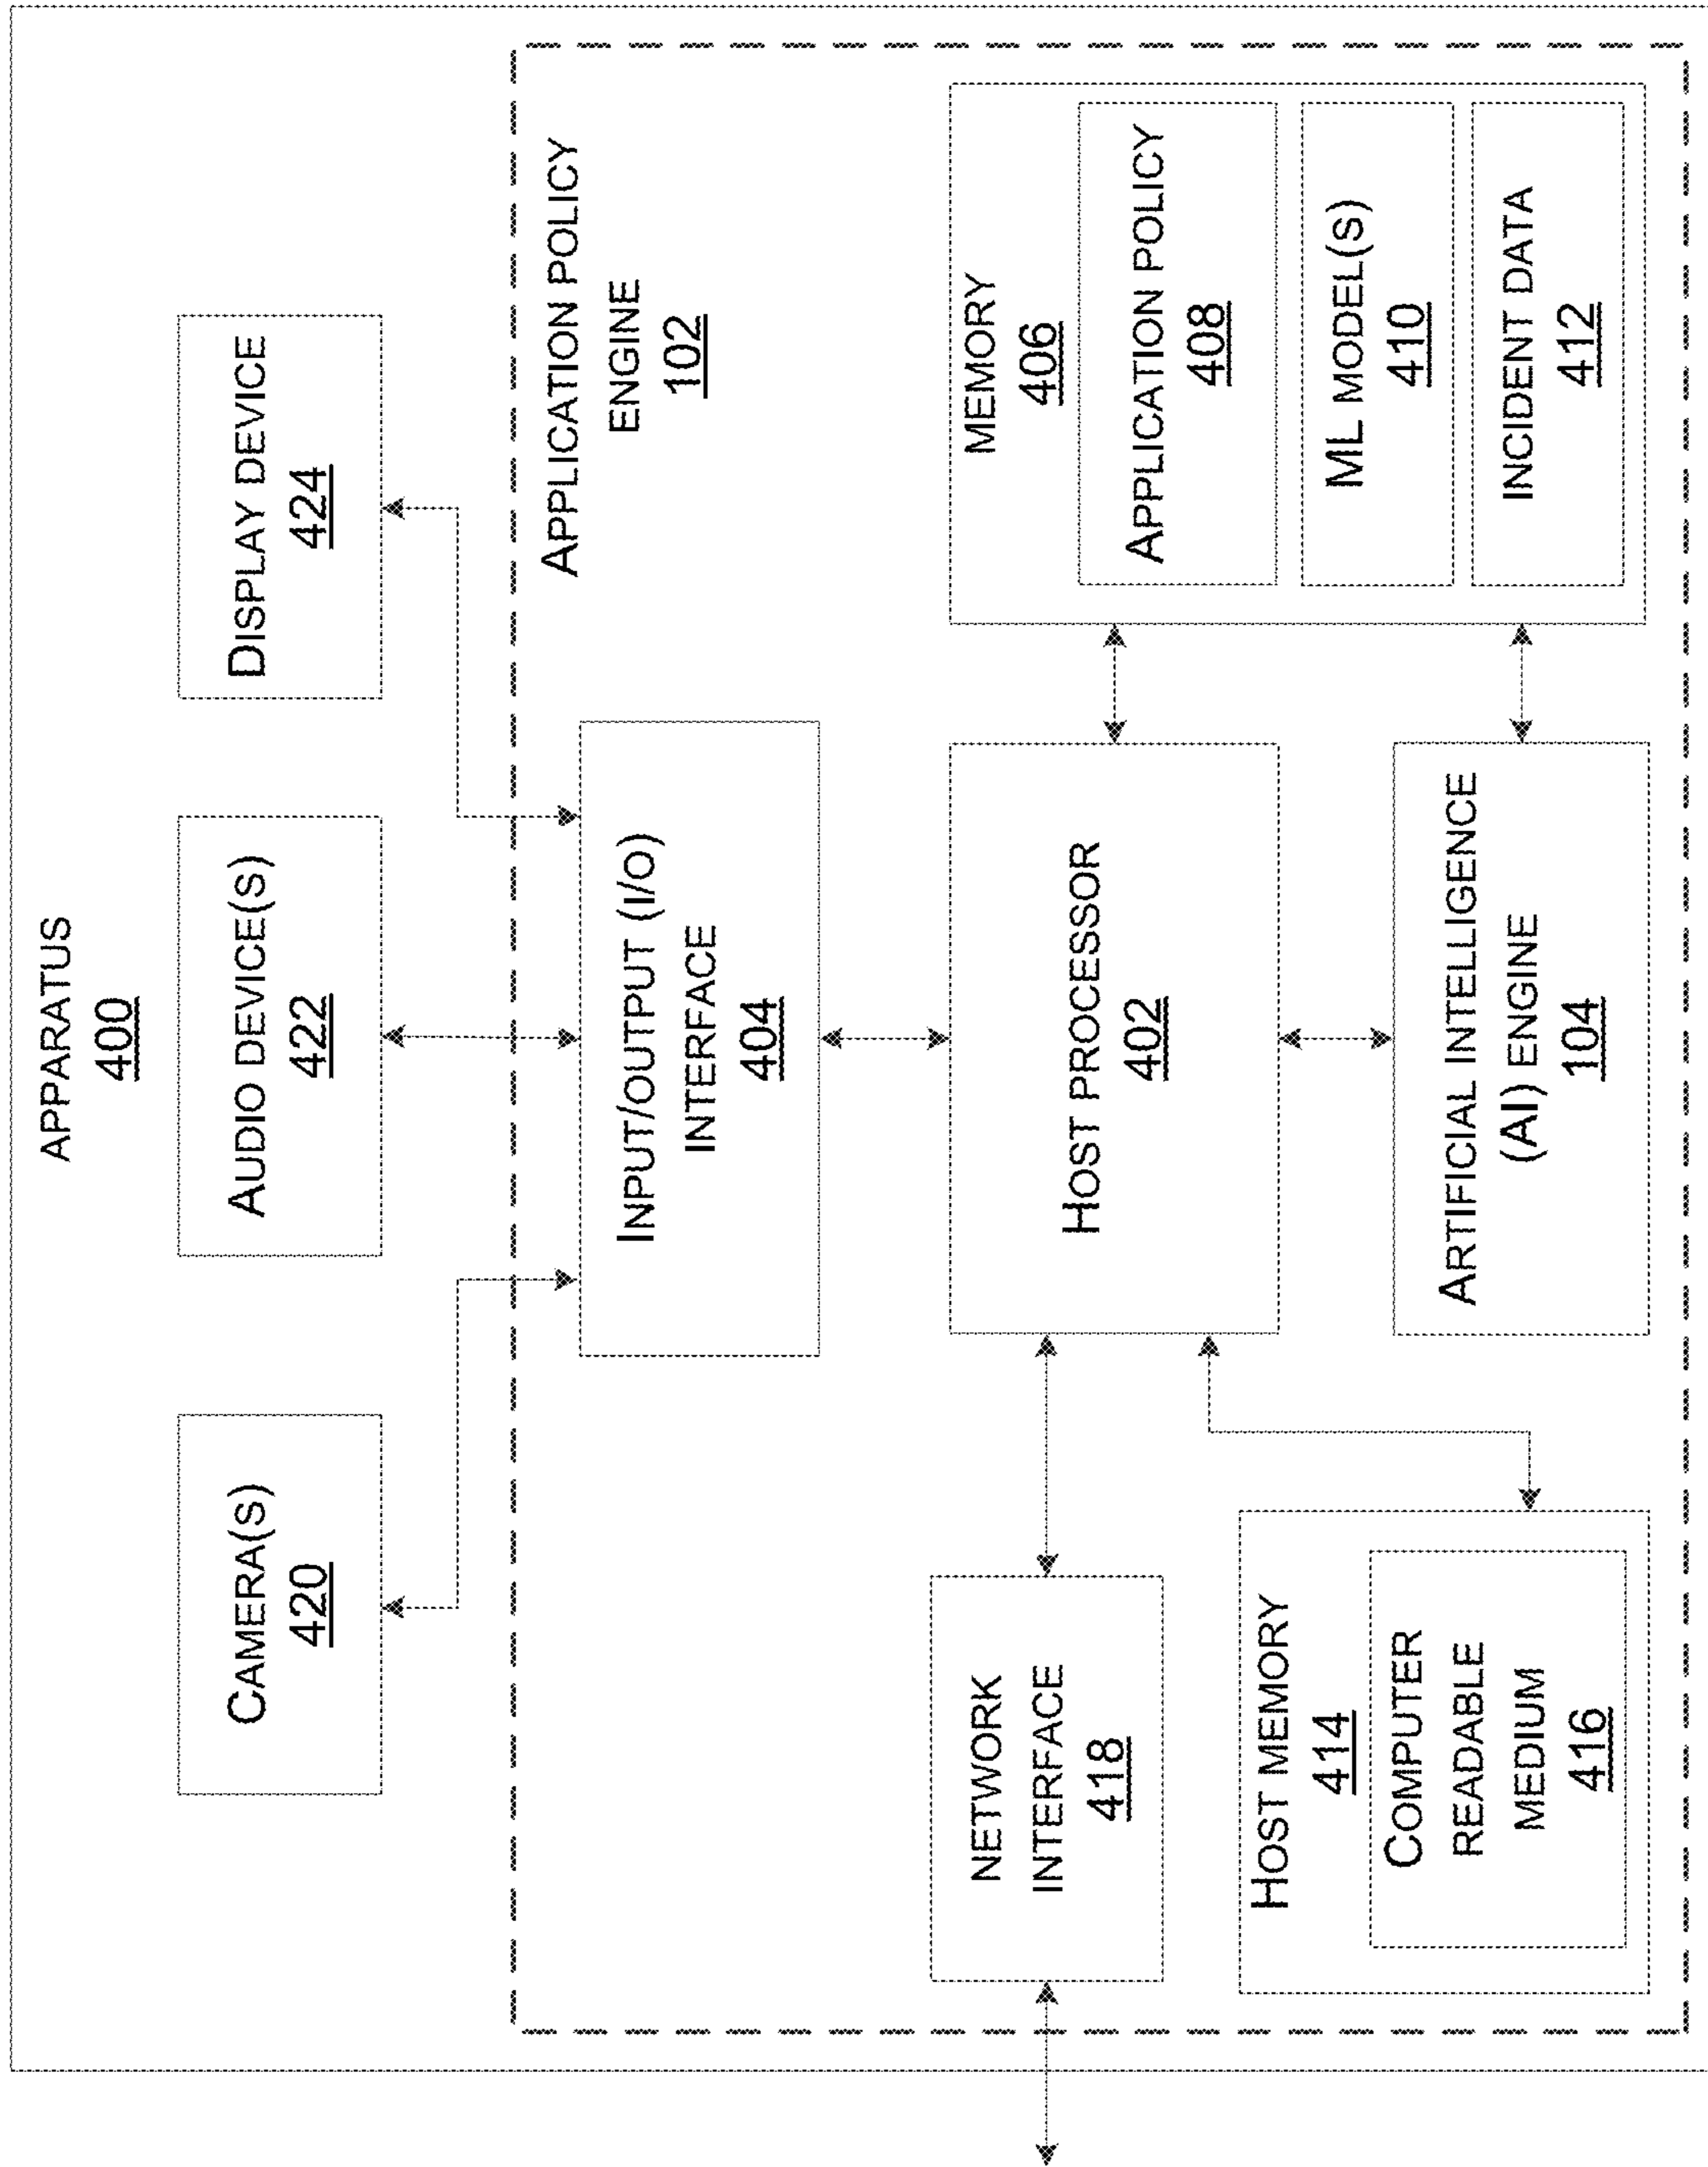 APPARATUS
400
CAMERA(S)
420
AUDIO DEVICE(S)
422
DISPLAY DEVICE
424
APPLICATION POLICY
ENGINE
102
INPUT/OUTPUT (I/O)
INTERFACE
404
NETWORK
INTERFACE
418
HOST PROCESSOR
402
MEMORY
406
APPLICATION POLICY
408
ML MODEL(S)
410
INCIDENT DATA
412
HOST MEMORY
414
COMPUTER
READABLE
MEDIUM
416
ARTIFICIAL INTELLIGENCE
(AI) ENGINE
104